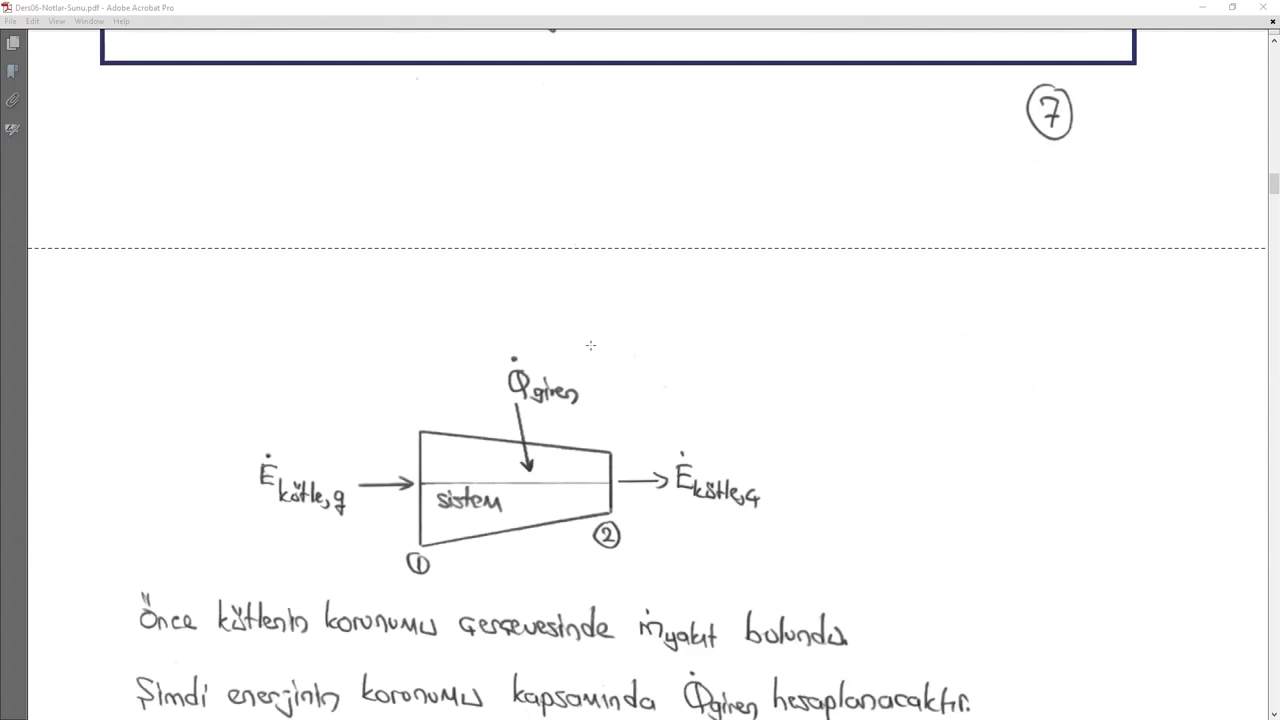 Ders06-Notlar-Sunu.pdf - Adobe Acrobat Pro
File Edit View Window Help
7
Q̇giren
Ėkütle,g
sistem
Ėkütle,ç
1
2
Önce kütlenin korunumu çerçevesinde ṁyakıt bulundu.
Şimdi enerjinin korunumu kapsamında Q̇giren hesaplanacaktır.